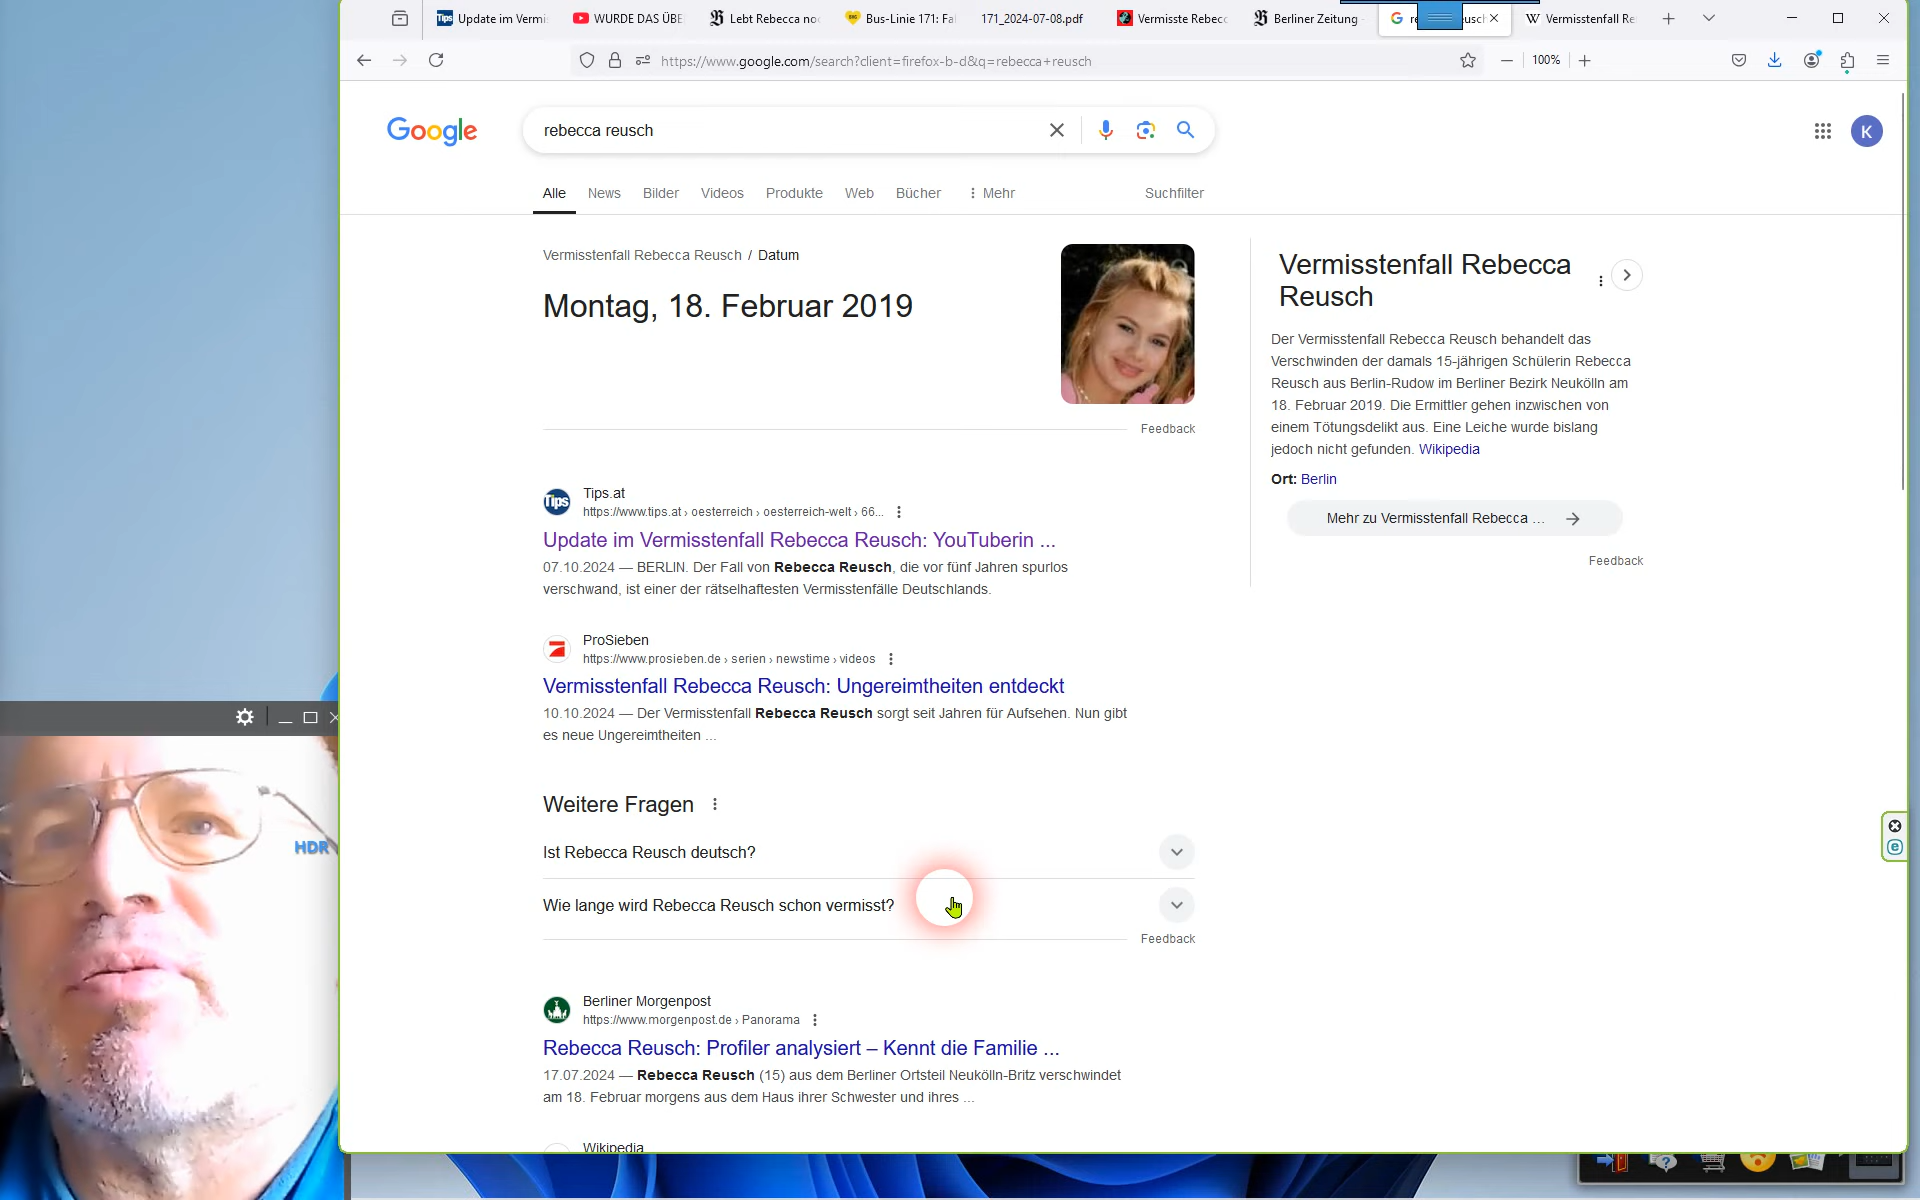 Update im Vermi
WURDE DAS ÜBE
Lebt Rebecca no
Bus-Linie 171: Fa
171_2024-07-08.pdf
Vermisste Rebec
Berliner Zeitung
Vermisstenfall Re
https://www.google.com/search?client=firefox-b-d&q=rebecca+reusch
100%
Google
rebecca reusch
K
Alle News Bilder Videos Produkte Web Bücher Mehr Suchfilter
Vermisstenfall Rebecca Reusch / Datum
Montag, 18. Februar 2019
Feedback
Vermisstenfall Rebecca
Reusch
Der Vermisstenfall Rebecca Reusch behandelt das
Verschwinden der damals 15-jährigen Schülerin Rebecca
Reusch aus Berlin-Rudow im Berliner Bezirk Neukölln am
18. Februar 2019. Die Ermittler gehen inzwischen von
einem Tötungsdelikt aus. Eine Leiche wurde bislang
jedoch nicht gefunden. Wikipedia
Ort: Berlin
Mehr zu Vermisstenfall Rebecca ...
Feedback
Tips
Tips.at
https://www.tips.at › oesterreich › oesterreich-welt › 66...
Update im Vermisstenfall Rebecca Reusch: YouTuberin ...
07.10.2024 — BERLIN. Der Fall von Rebecca Reusch, die vor fünf Jahren spurlos
verschwand, ist einer der rätselhaftesten Vermisstenfälle Deutschlands.
ProSieben
https://www.prosieben.de › serien › newstime › videos
Vermisstenfall Rebecca Reusch: Ungereimtheiten entdeckt
10.10.2024 — Der Vermisstenfall Rebecca Reusch sorgt seit Jahren für Aufsehen. Nun gibt
es neue Ungereimtheiten ...
Weitere Fragen
Ist Rebecca Reusch deutsch?
Wie lange wird Rebecca Reusch schon vermisst?
Feedback
Berliner Morgenpost
https://www.morgenpost.de › Panorama
Rebecca Reusch: Profiler analysiert – Kennt die Familie ...
17.07.2024 — Rebecca Reusch (15) aus dem Berliner Ortsteil Neukölln-Britz verschwindet
am 18. Februar morgens aus dem Haus ihrer Schwester und ihres ...
Wikipedia
HDR